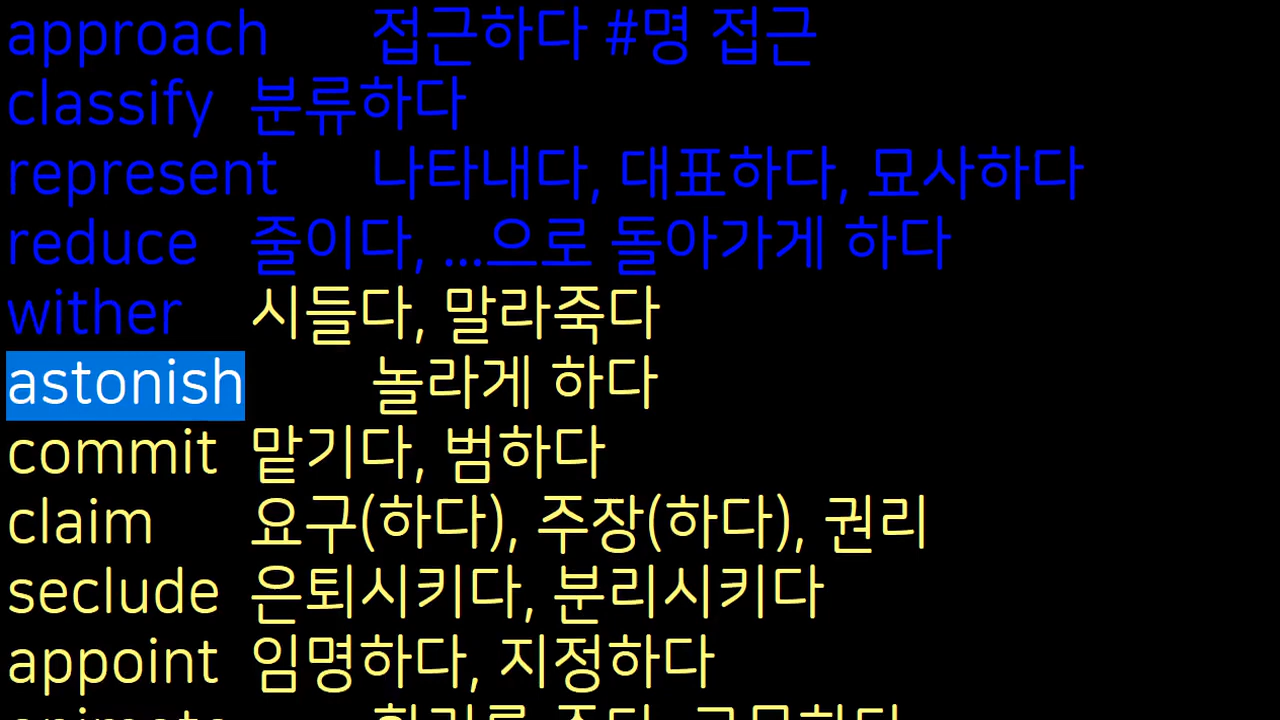 approach 접근하다 #명 접근
classify 분류하다
represent 나타내다, 대표하다, 묘사하다
reduce 줄이다, ...으로 돌아가게 하다
wither 시들다, 말라죽다
astonish 놀라게 하다
commit 맡기다, 범하다
claim 요구(하다), 주장(하다), 권리
seclude 은퇴시키다, 분리시키다
appoint 임명하다, 지정하다